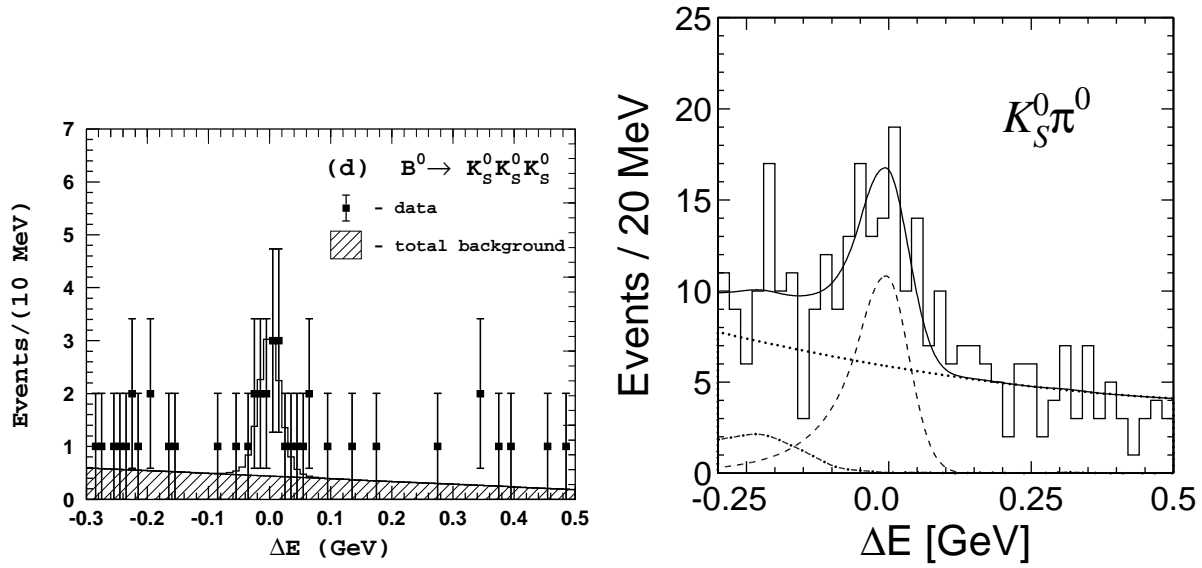 7
6
5
4
3
2
1
0
Events/(10 MeV)
(d) B⁰→ K⁰SK⁰SK⁰S
- data
- total background
-0.3 -0.2 -0.1 0.0 0.1 0.2 0.3 0.4 0.5
ΔE (GeV)
25
20
15
10
5
0
Events / 20 MeV
K⁰Sπ⁰
-0.25 0.0 0.25 0.5
ΔE [GeV]